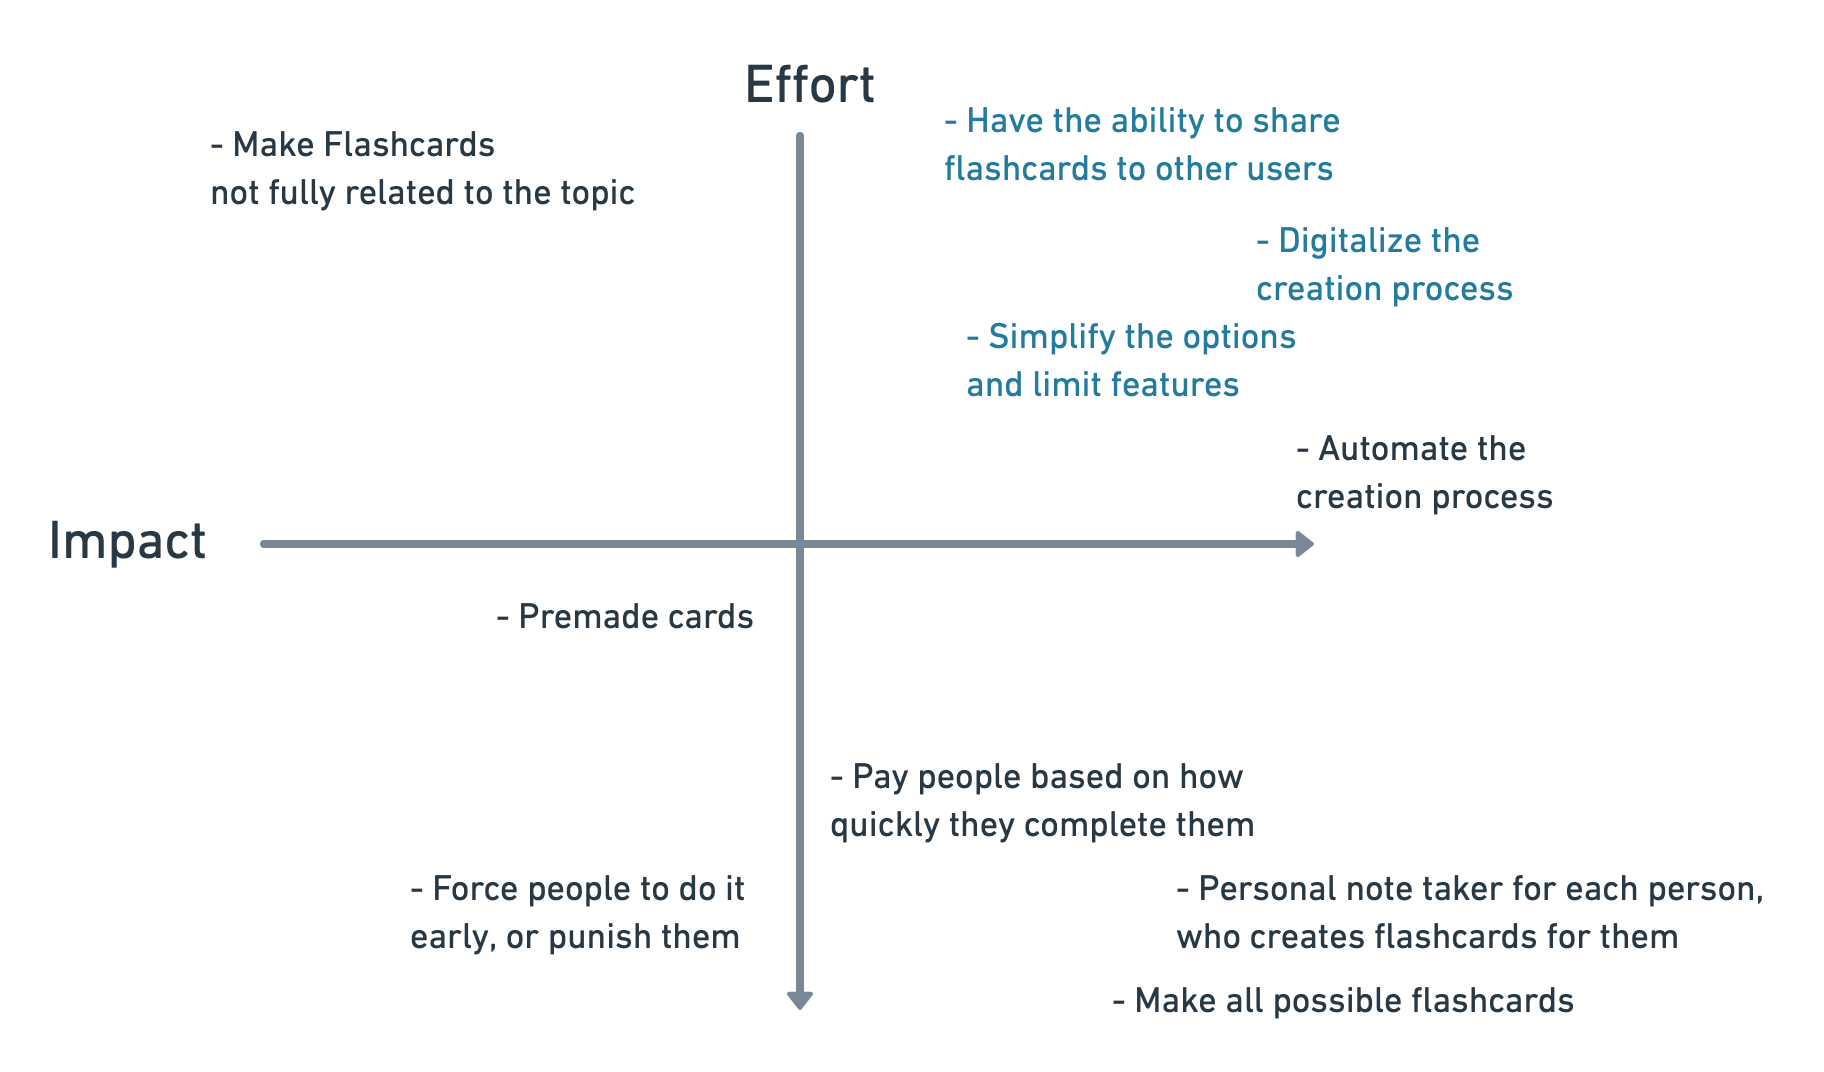 Effort
- Have the ability to share
flashcards to other users
- Make Flashcards
not fully related to the topic
- Digitalize the
creation process
- Simplify the options
and limit features
- Automate the
creation process
Impact
- Premade cards
- Pay people based on how
quickly they complete them
- Force people to do it
early, or punish them
- Personal note taker for each person,
who creates flashcards for them
- Make all possible flashcards